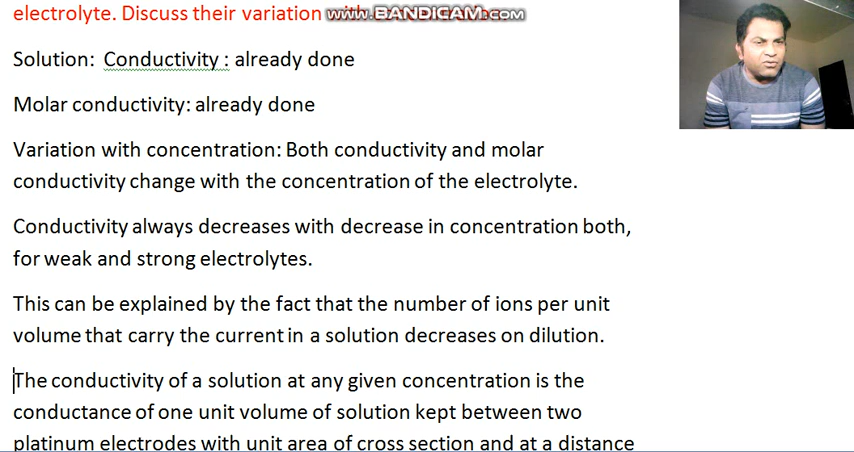 electrolyte. Discuss their variation with
www.BANDICAM.com
Solution: Conductivity : already done
Molar conductivity: already done
Variation with concentration: Both conductivity and molar
conductivity change with the concentration of the electrolyte.
Conductivity always decreases with decrease in concentration both,
for weak and strong electrolytes.
This can be explained by the fact that the number of ions per unit
volume that carry the current in a solution decreases on dilution.
The conductivity of a solution at any given concentration is the
conductance of one unit volume of solution kept between two
platinum electrodes with unit area of cross section and at a distance